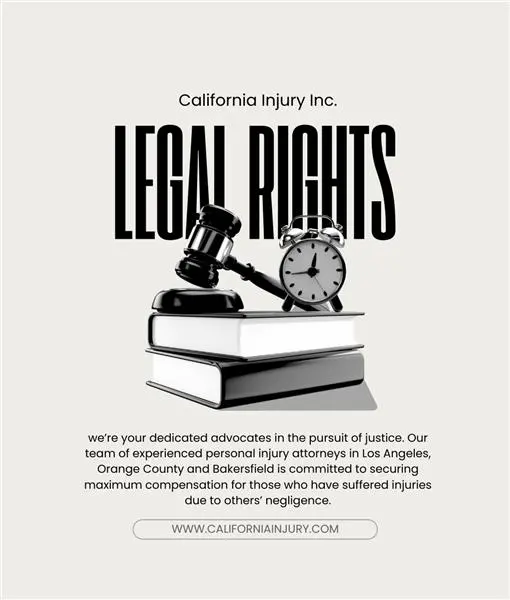 California Injury Inc.
LEGAL RIGHTS
we're your dedicated advocates in the pursuit of justice. Our
team of experienced personal injury attorneys in Los Angeles,
Orange County and Bakersfield is committed to securing
maximum compensation for those who have suffered injuries
due to others' negligence.
WWW.CALIFORNIAINJURY.COM